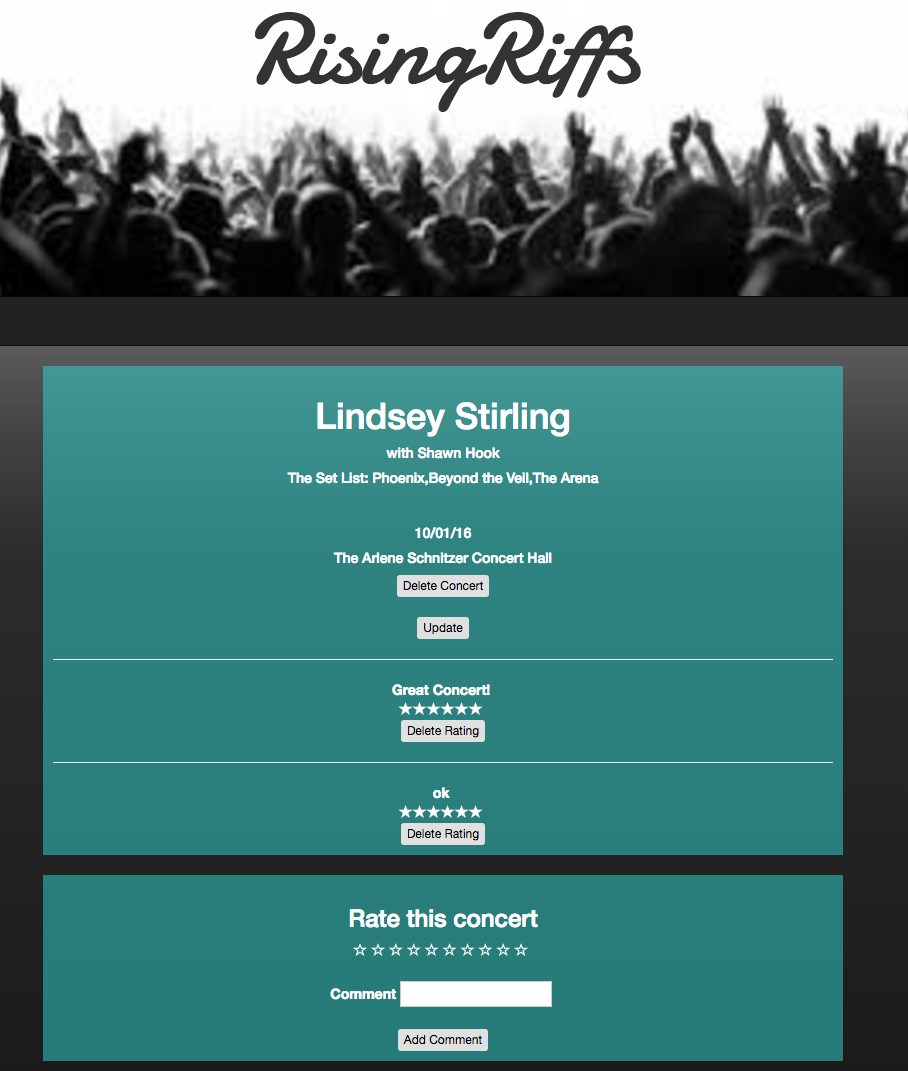 RisingRiffs
Lindsey Stirling
with Shawn Hook
The Set List: Phoenix,Beyond the Veil,The Arena
10/01/16
The Arlene Schnitzer Concert Hall
Delete Concert
Update
Great Concert!
★★★★★★
Delete Rating
ok
★★★★★★
Delete Rating
Rate this concert
☆ ☆ ☆ ☆ ☆ ☆ ☆ ☆ ☆ ☆
Comment
Add Comment